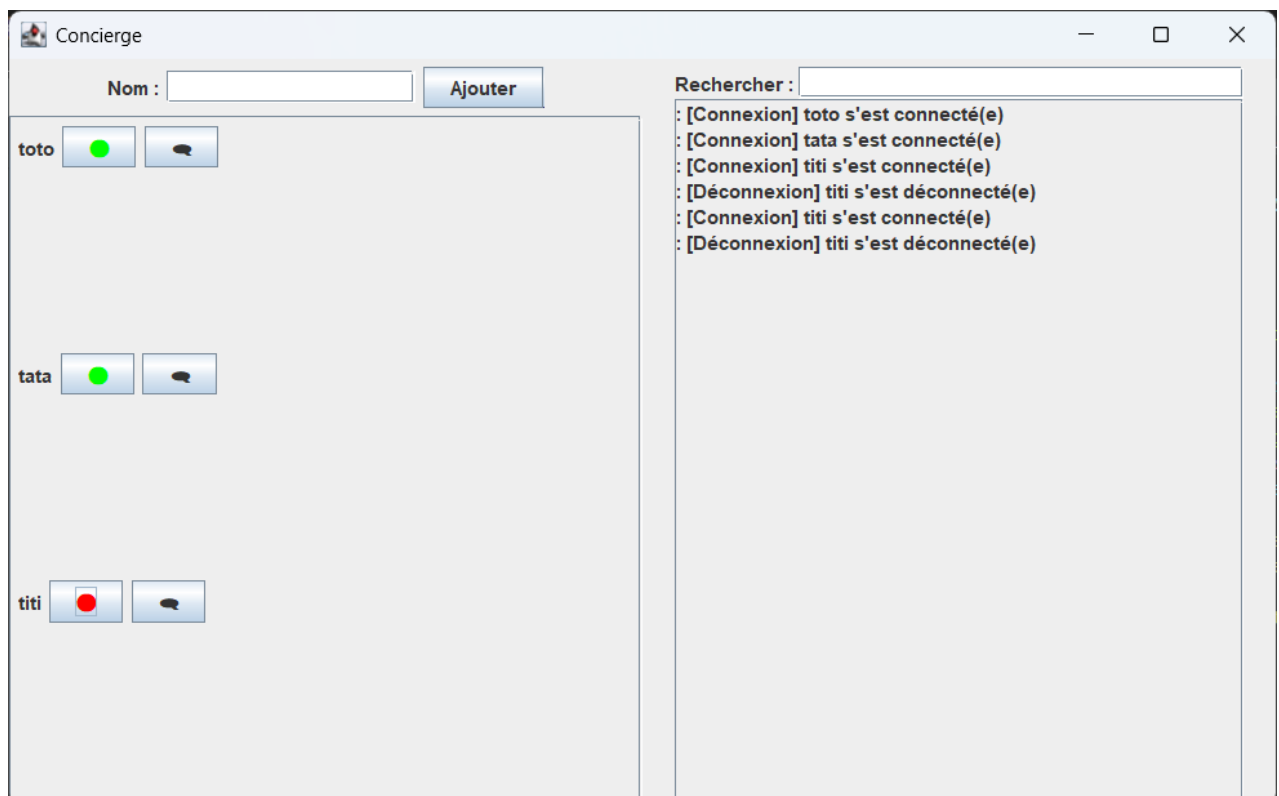 Concierge
Nom :
Ajouter
toto
tata
titi
Rechercher :
: [Connexion] toto s'est connecté(e)
: [Connexion] tata s'est connecté(e)
: [Connexion] titi s'est connecté(e)
: [Déconnexion] titi s'est déconnecté(e)
: [Connexion] titi s'est connecté(e)
: [Déconnexion] titi s'est déconnecté(e)